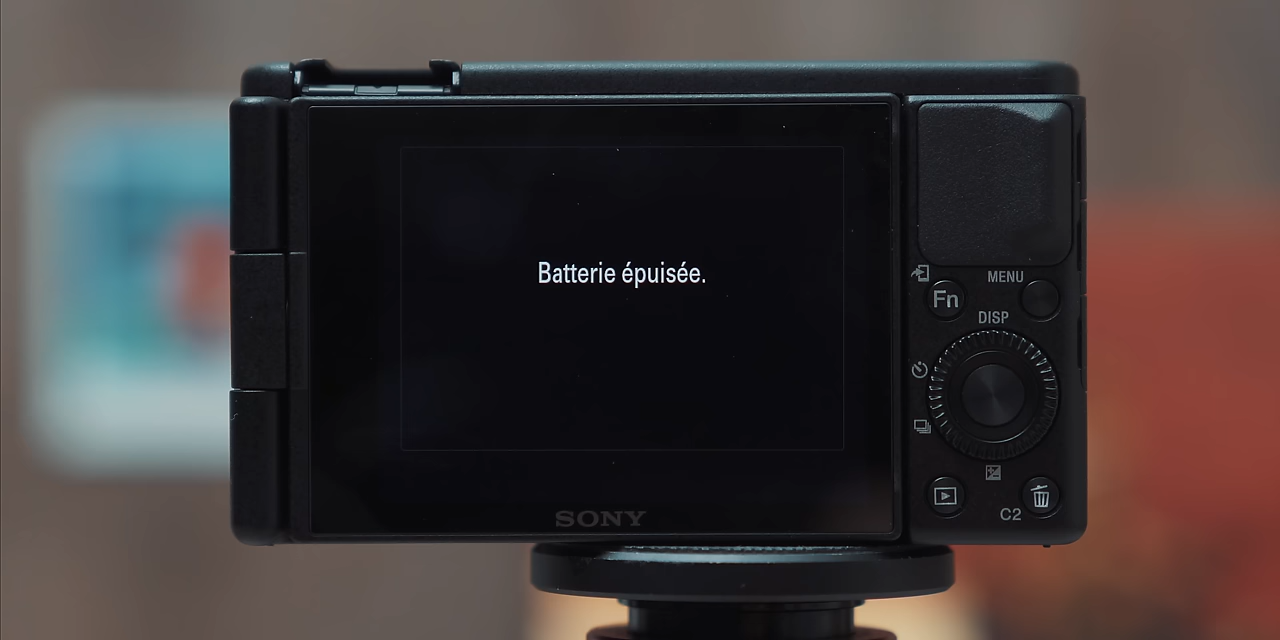 Batterie épuisée.
MENU
Fn
DISP
C2
SONY